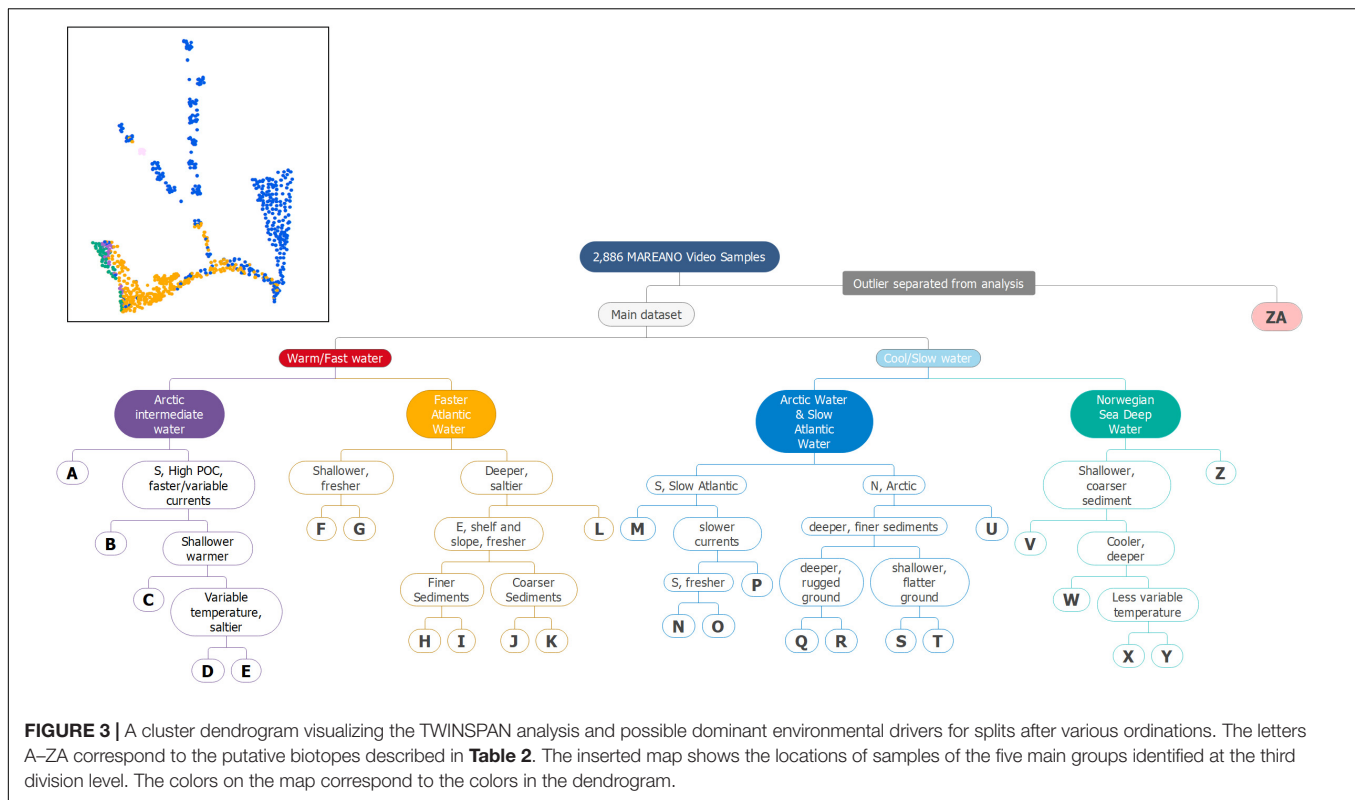 2,886 MAREANO Video Samples
Outlier separated from analysis
Main dataset
ZA
Warm/Fast water
Cool/Slow water
Arctic
intermediate
water
Faster
Atlantic
Water
Arctic Water
& Slow
Atlantic
Water
Norwegian
Sea Deep
Water
A
S, High POC,
faster/variable
currents
Shallower,
fresher
Deeper,
saltier
S, Slow Atlantic
N, Arctic
Shallower,
coarser
sediment
Z
B
Shallower
warmer
F
G
E, shelf and
slope, fresher
L
M
slower
currents
deeper, finer sediments
U
V
Cooler,
deeper
C
Variable
temperature,
saltier
Finer
Sediments
Coarser
Sediments
S, fresher
P
deeper,
rugged
ground
shallower,
flatter
ground
W
Less variable
temperature
D
E
H
I
J
K
N
O
Q
R
S
T
X
Y
FIGURE 3 | A cluster dendrogram visualizing the TWINSPAN analysis and possible dominant environmental drivers for splits after various ordinations. The letters
A–ZA correspond to the putative biotopes described in Table 2. The inserted map shows the locations of samples of the five main groups identified at the third
division level. The colors on the map correspond to the colors in the dendrogram.